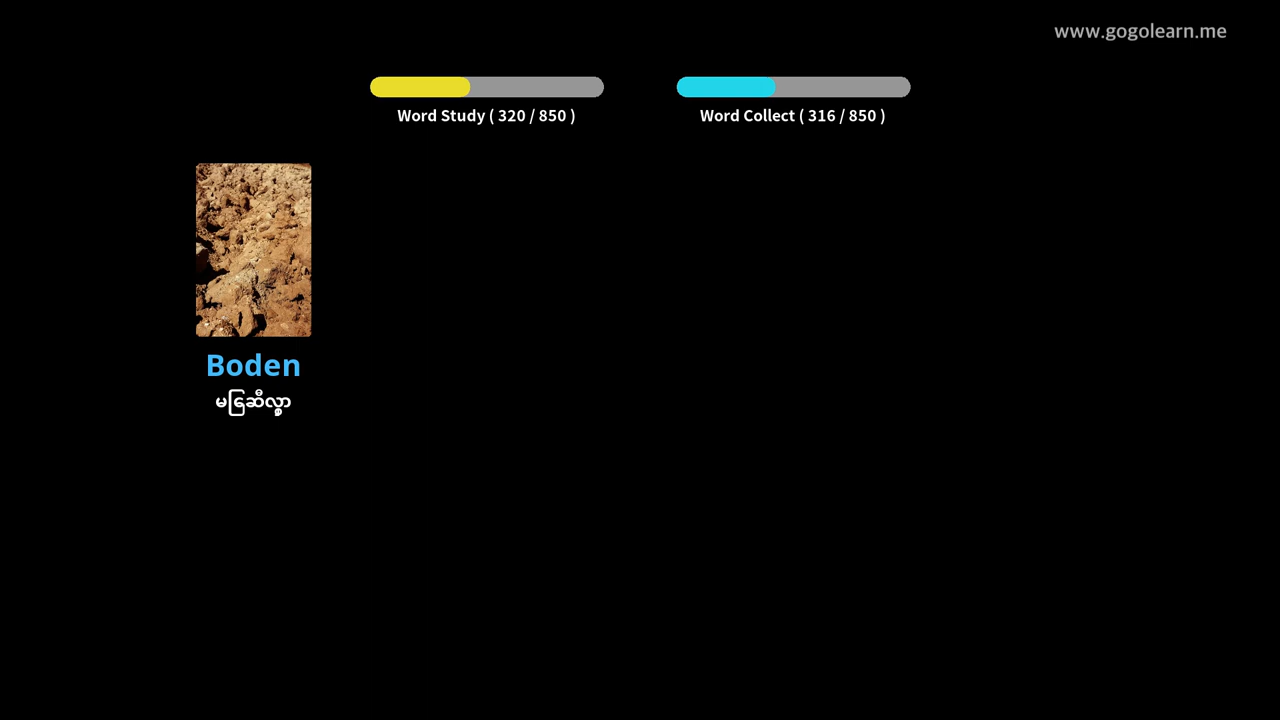 www.gogolearn.me
Word Study ( 320 / 850 )
Word Collect ( 316 / 850 )
Boden
မြေဆီလွှာ